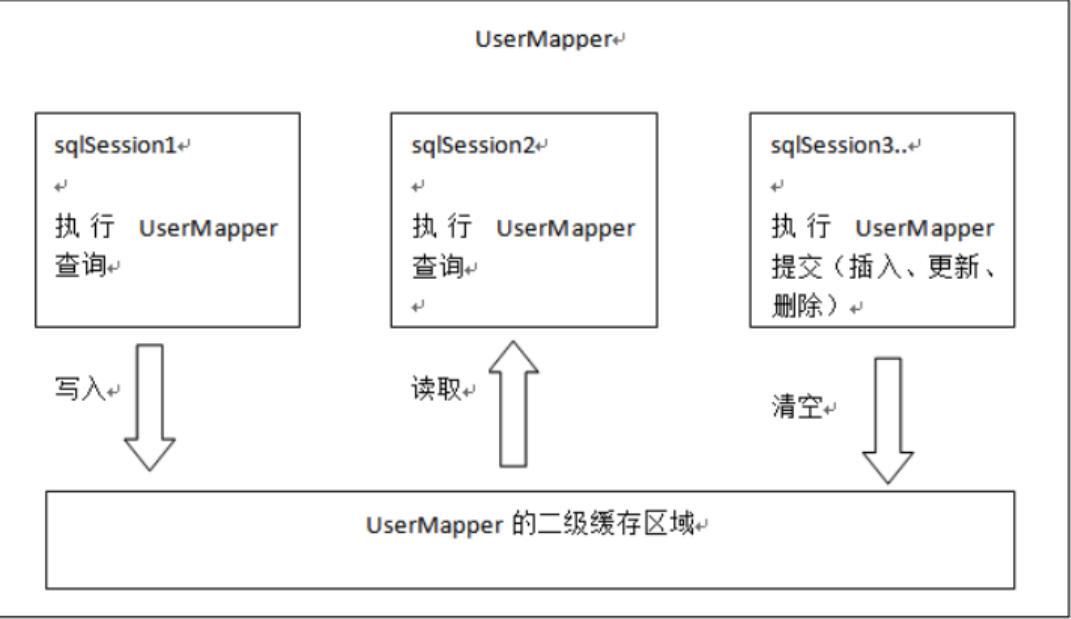 UserMapper
sqlSession1
执行 UserMapper
查询
写入
sqlSession2
执行 UserMapper
查询
读取
sqlSession3..
执行 UserMapper
提交（插入、更新、
删除）
清空
UserMapper 的二级缓存区域